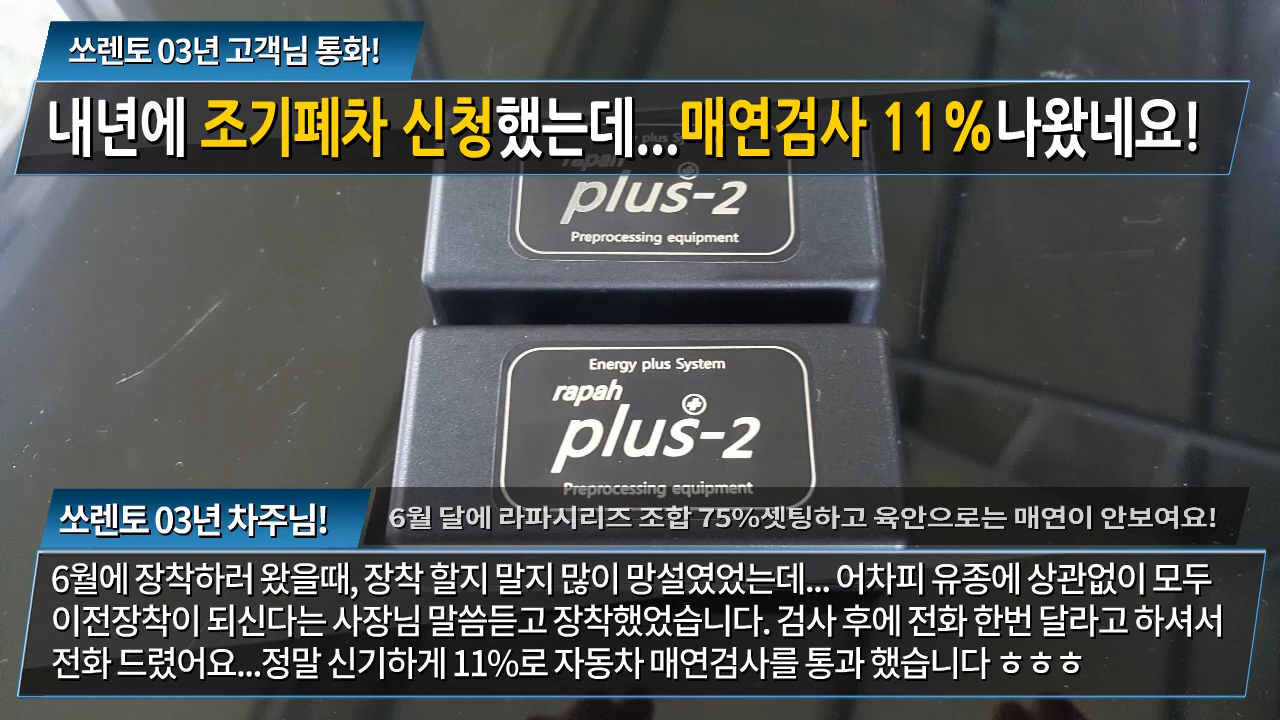 쏘렌토 03년 고객님 통화!
내년에 조기폐차 신청했는데...매연검사 11%나왔네요!
rapah
plus-2
Preprocessing equipment
Energy plus System
rapah
plus-2
Preprocessing equipment
쏘렌토 03년 차주님!
6월 달에 라파시리즈 조합 75%셋팅하고 육안으로는 매연이 안보여요!
6월에 장착하러 왔을때, 장착 할지 말지 많이 망설였었는데... 어차피 유종에 상관없이 모두
이전장착이 되신다는 사장님 말씀듣고 장착했었습니다. 검사 후에 전화 한번 달라고 하셔서
전화 드렸어요...정말 신기하게 11%로 자동차 매연검사를 통과 했습니다 ㅎㅎㅎ